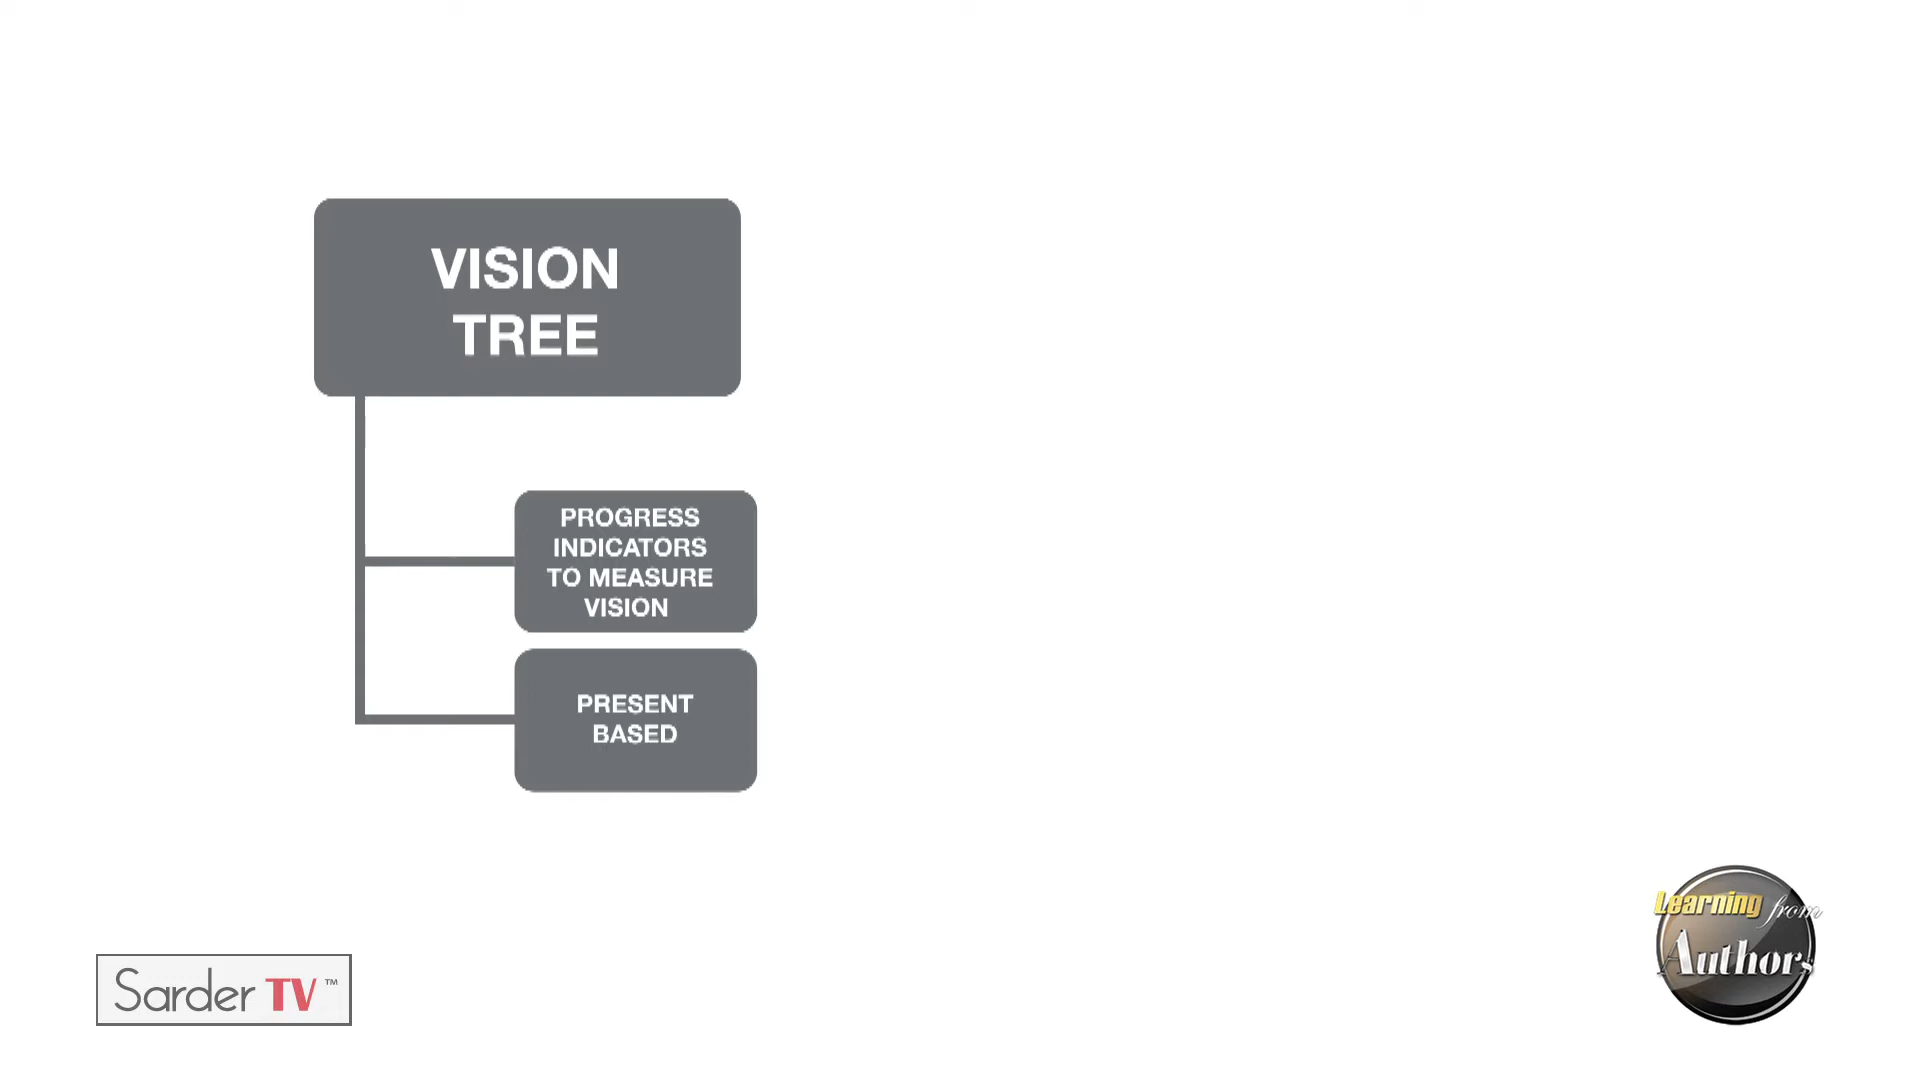 VISION
TREE
PROGRESS
INDICATORS
TO MEASURE
VISION
PRESENT
BASED
Sarder TV™
Learning from
Authors